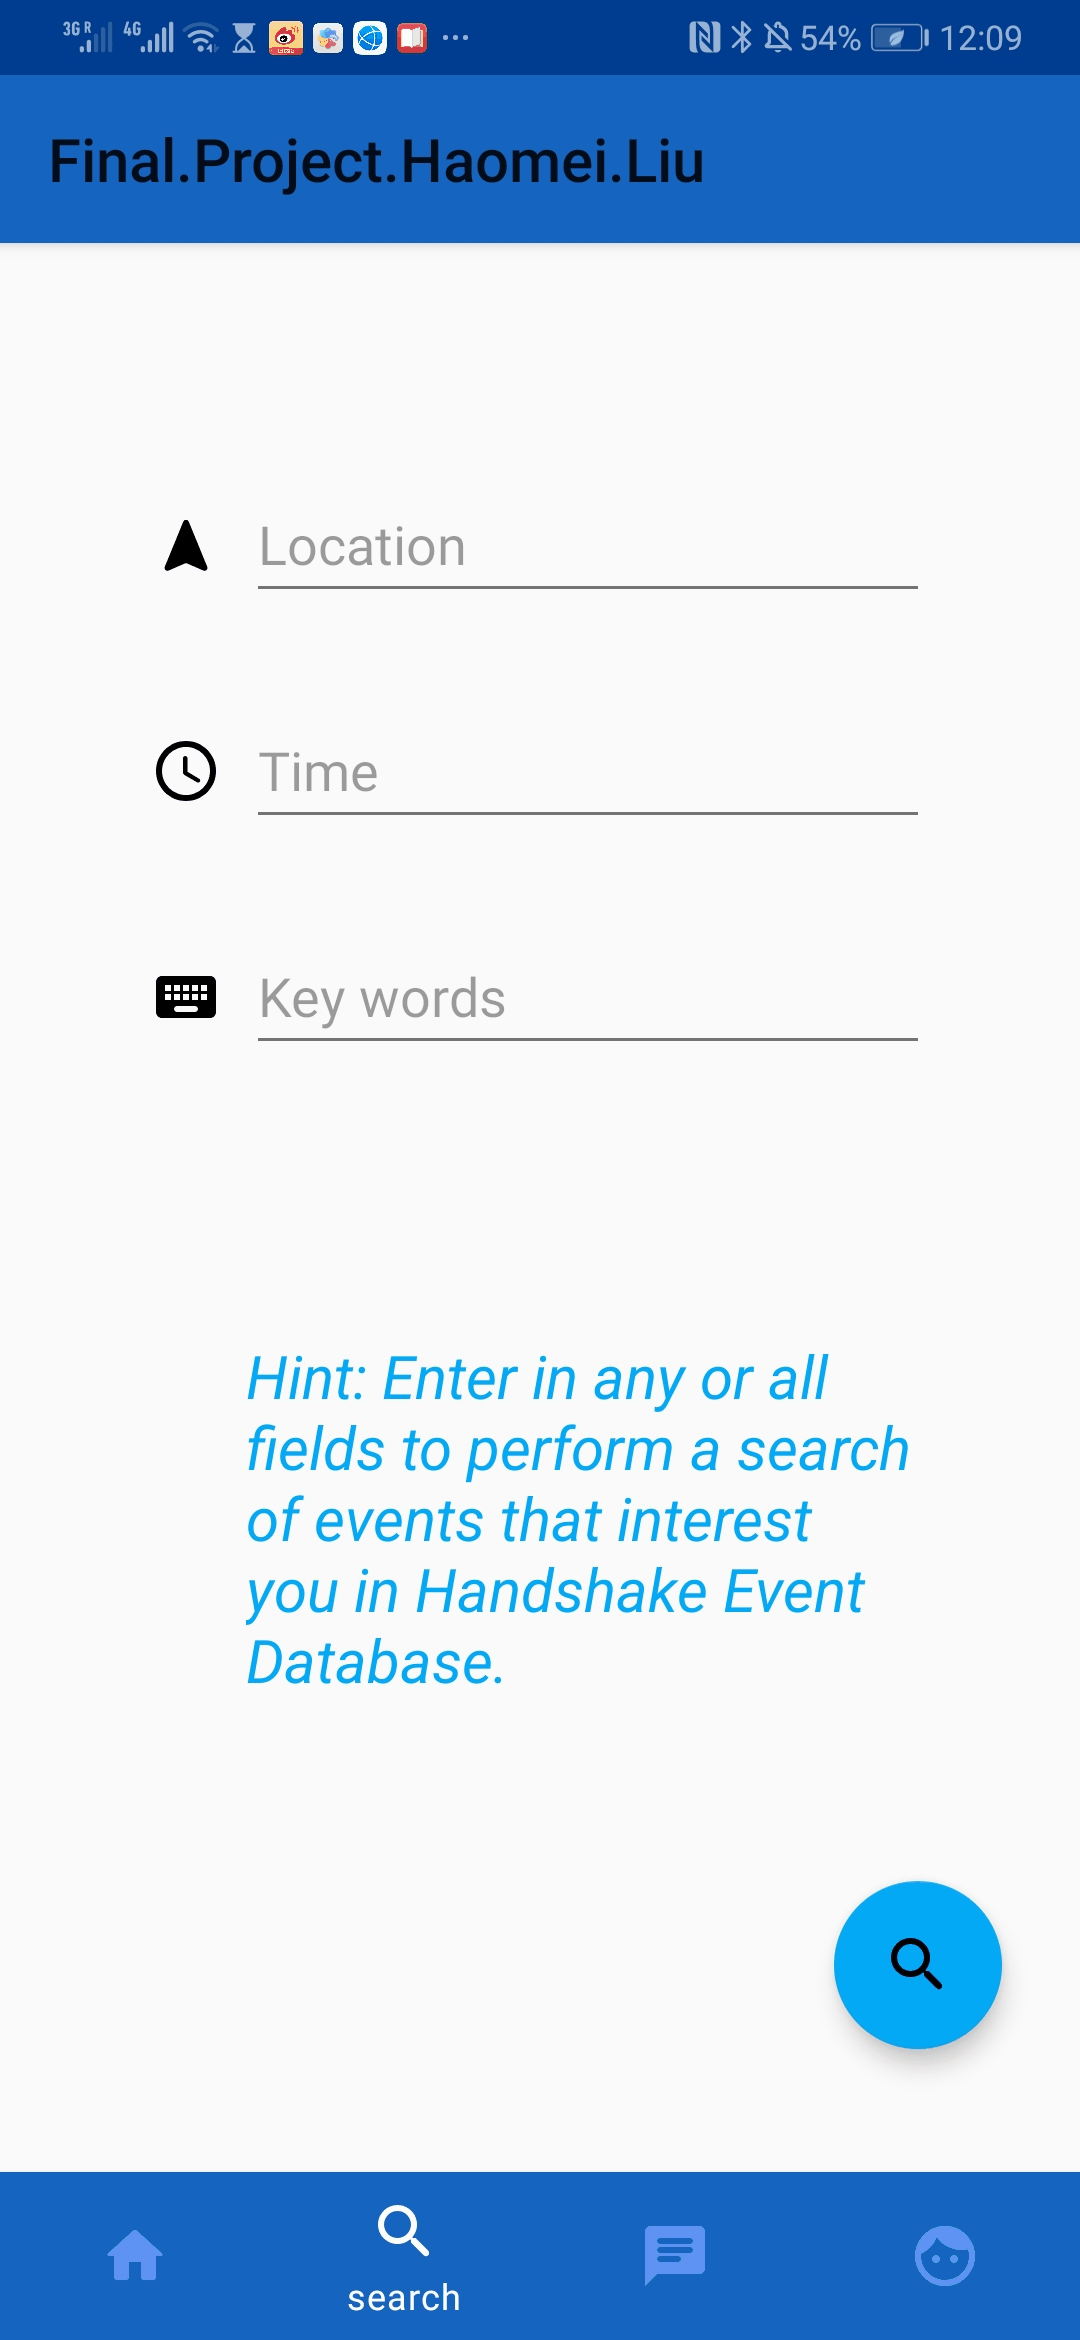 3G R 4G 54% 12:09
Final.Project.Haomei.Liu
Location
Time
Key words
Hint: Enter in any or all
fields to perform a search
of events that interest
you in Handshake Event
Database.
search